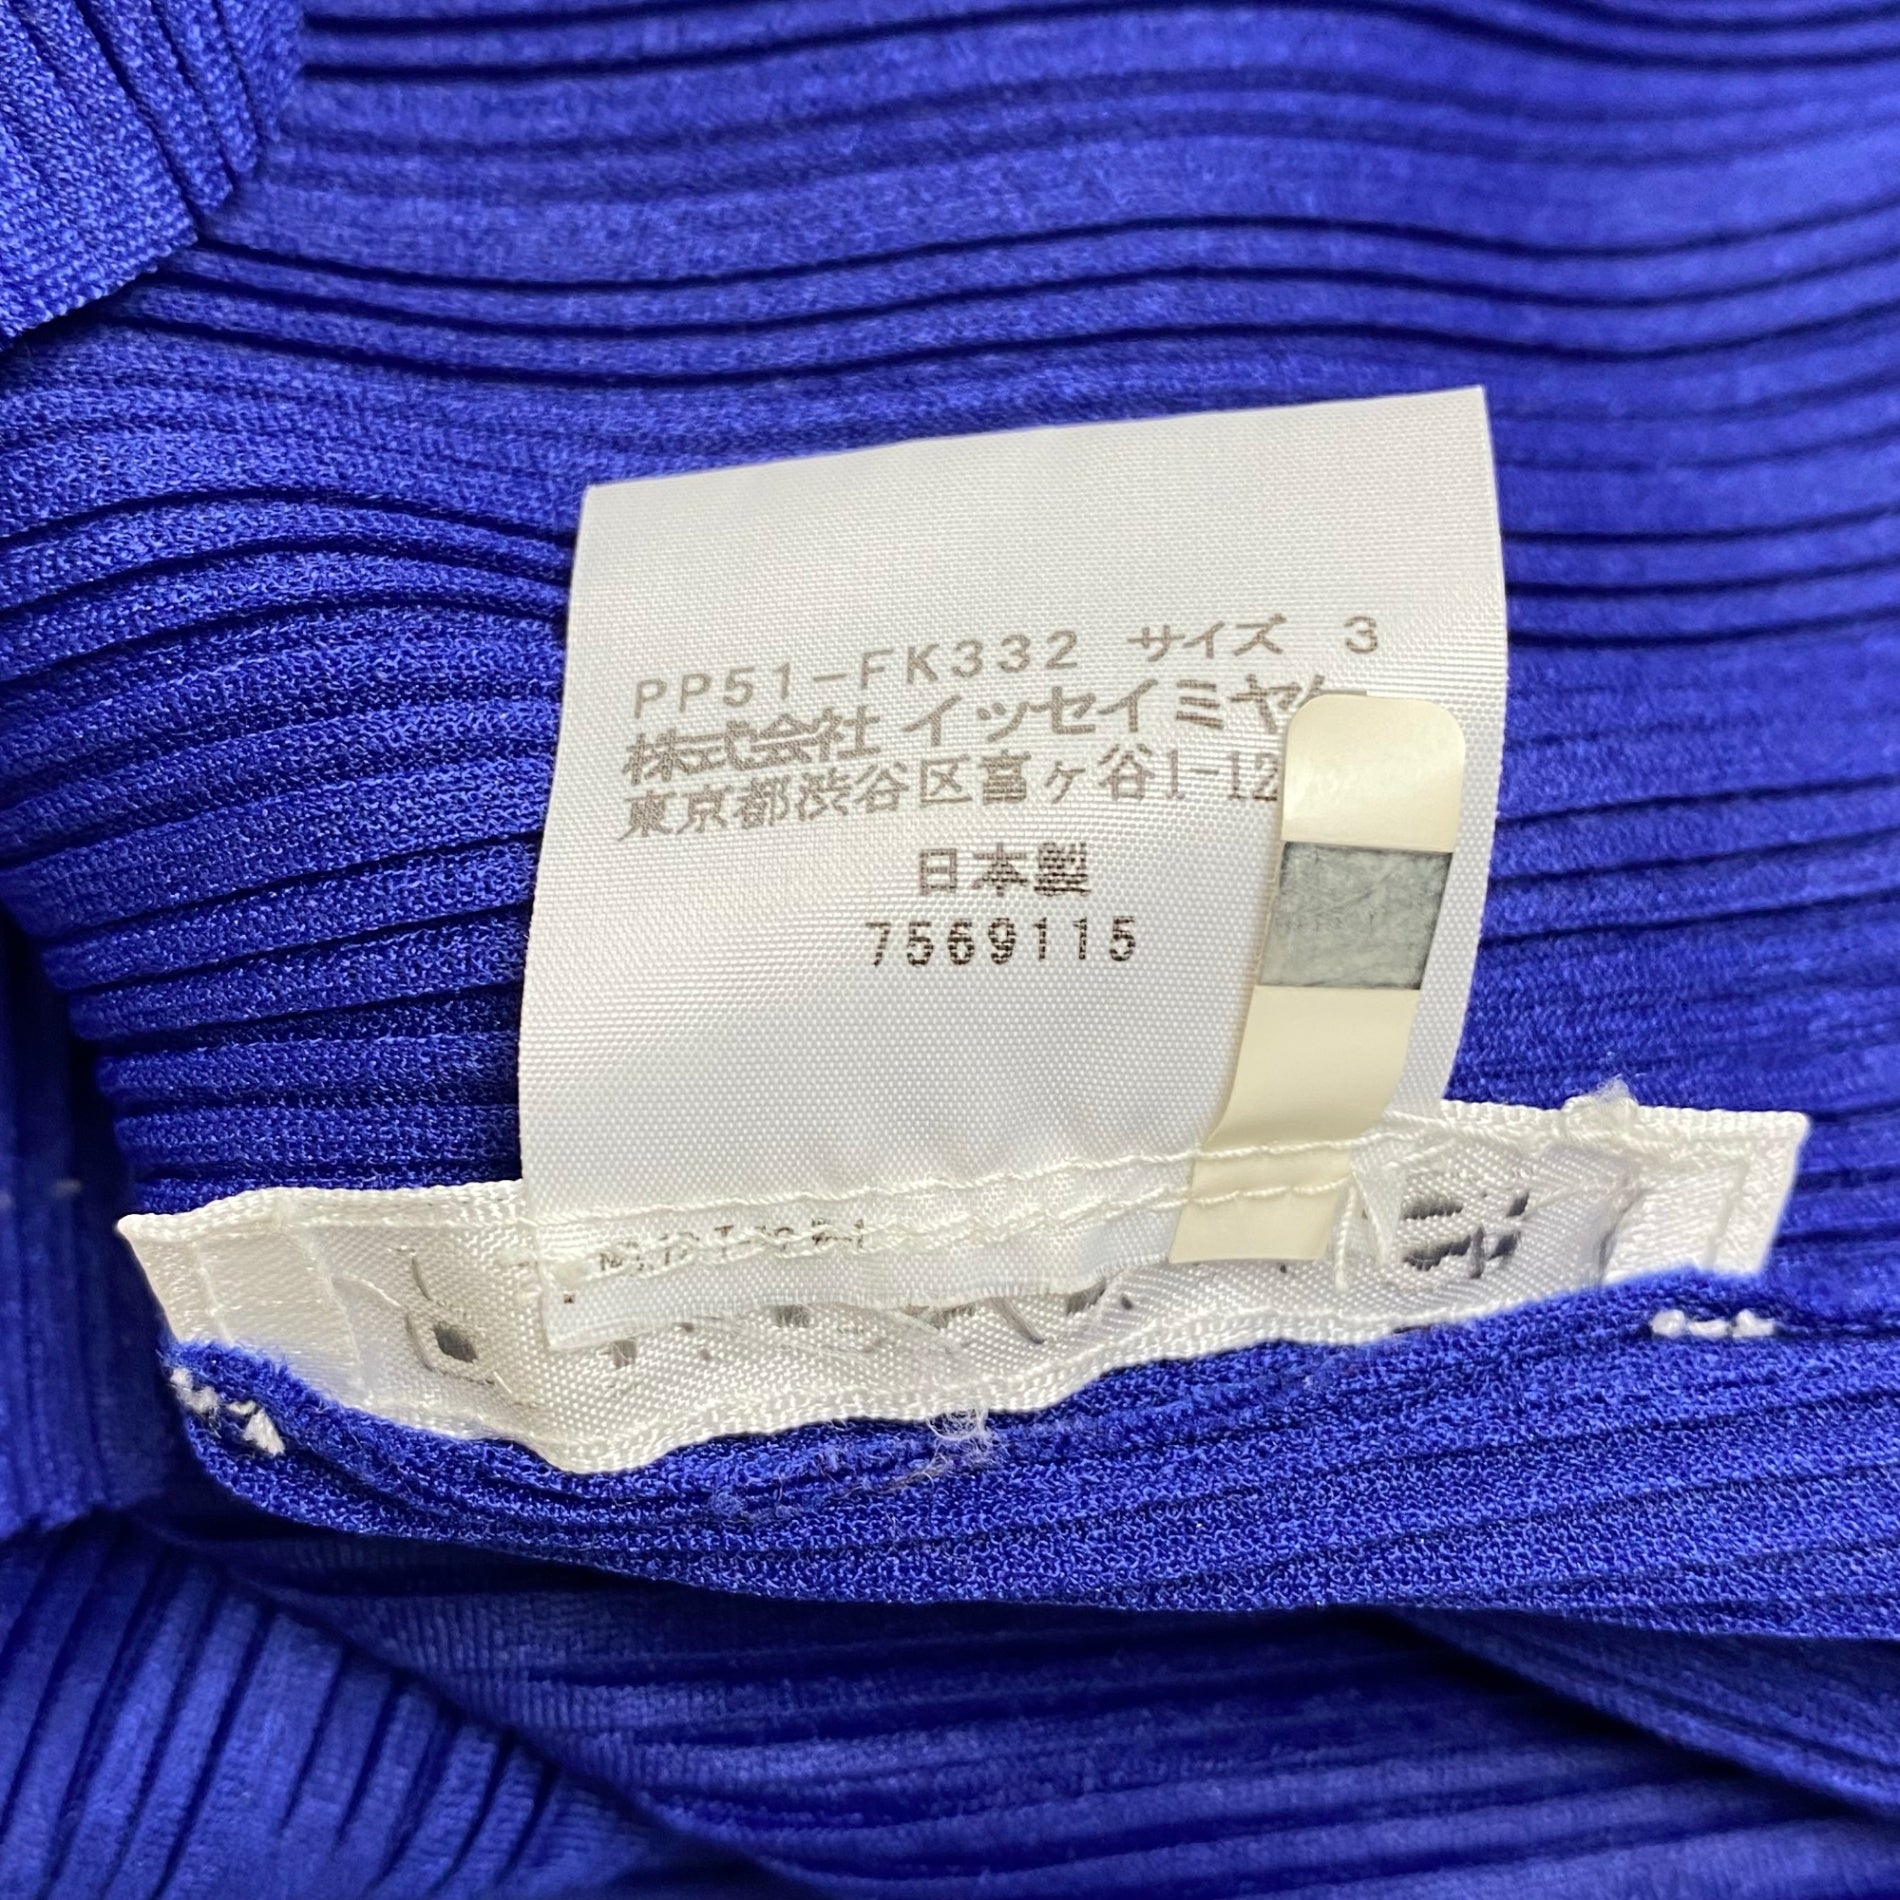 PP51-FK332 サイズ 3
株式会社 イッセイミヤケ
東京都渋谷区富ヶ谷1-12
日本製
7569115